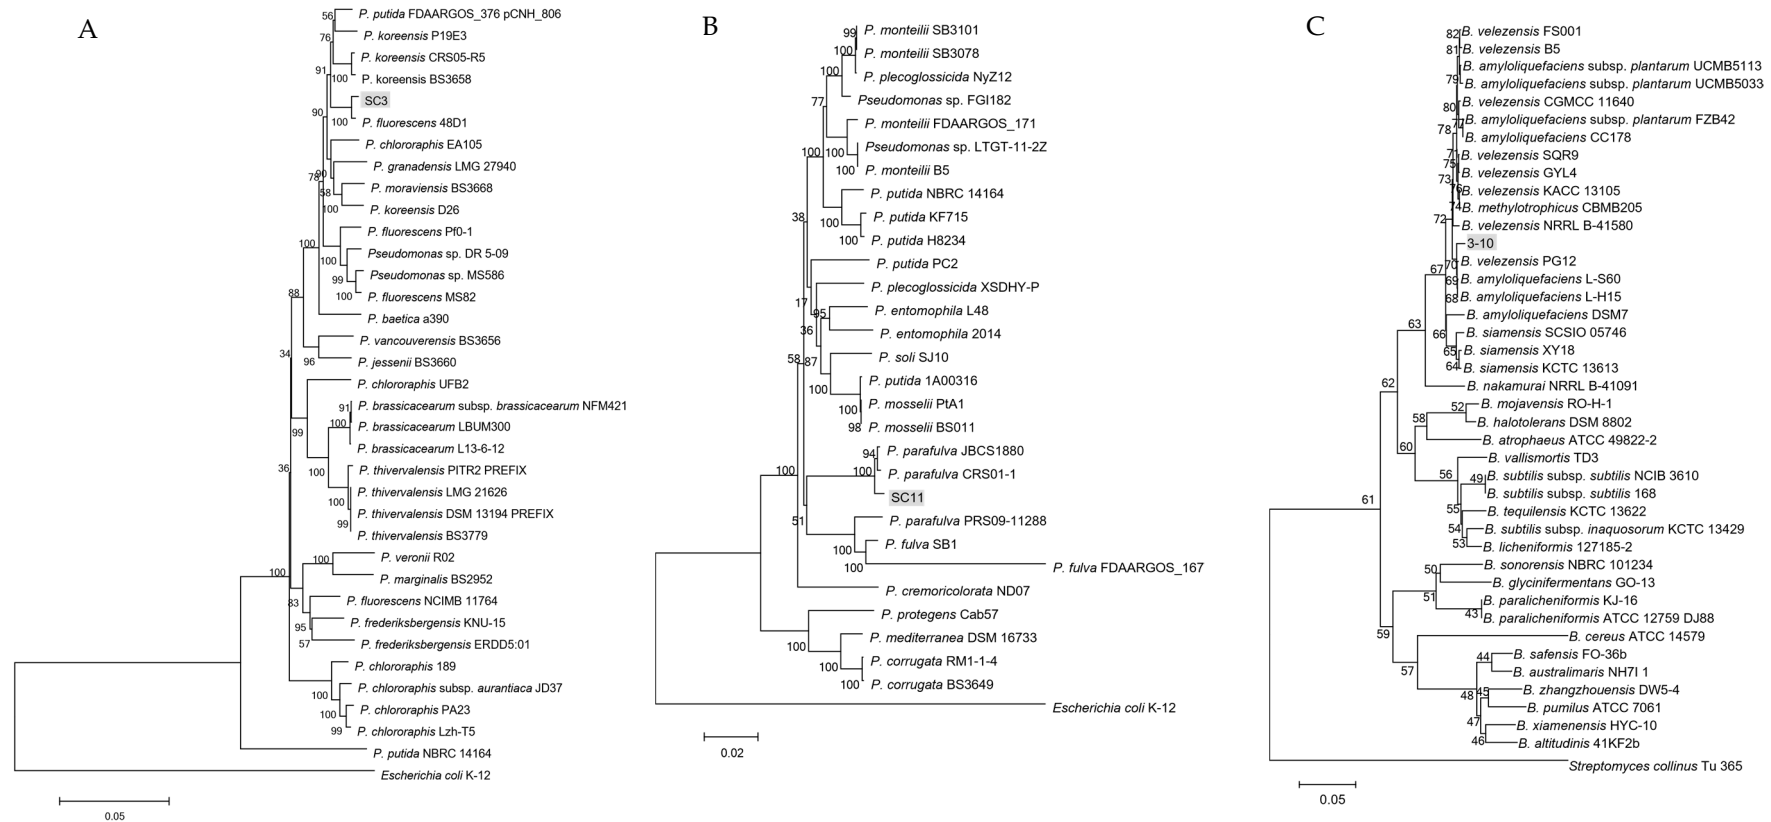 A
P. putida FDAARGOS_376 pCNH_806
P. koreensis P19E3
P. koreensis CRS05-R5
P. koreensis BS3658
SC3
P. fluorescens 48D1
P. chlororaphis EA105
P. granadensis LMG 27940
P. moraviensis BS3668
P. koreensis D26
P. fluorescens Pf0-1
Pseudomonas sp. DR 5-09
Pseudomonas sp. MS586
P. fluorescens MS82
P. baetica a390
P. vancouverensis BS3656
P. jessenii BS3660
P. chlororaphis UFB2
P. brassicacearum subsp. brassicacearum NFM421
P. brassicacearum LBUM300
P. brassicacearum L13-6-12
P. thivervalensis PITR2 PREFIX
P. thivervalensis LMG 21626
P. thivervalensis DSM 13194 PREFIX
P. thivervalensis BS3779
P. veronii R02
P. marginalis BS2952
P. fluorescens NCIMB 11764
P. frederiksbergensis KNU-15
P. frederiksbergensis ERDD5:01
P. chlororaphis 189
P. chlororaphis subsp. aurantiaca JD37
P. chlororaphis PA23
P. chlororaphis Lzh-T5
P. putida NBRC 14164
Escherichia coli K-12
56
76
91
100
90
100
78
90
58
100
100
100
99
100
88
96
34
91
100
99
100
100
99
36
100
100
83
95
57
100
100
99
0.05
B
P. monteilii SB3101
P. monteilii SB3078
P. plecoglossicida NyZ12
Pseudomonas sp. FGI182
P. monteilii FDAARGOS_171
Pseudomonas sp. LTGT-11-2Z
P. monteilii B5
P. putida NBRC 14164
P. putida KF715
P. putida H8234
P. putida PC2
P. plecoglossicida XSDHY-P
P. entomophila L48
P. entomophila 2014
P. soli SJ10
P. putida 1A00316
P. mosselii PtA1
P. mosselii BS011
P. parafulva JBCS1880
P. parafulva CRS01-1
SC11
P. parafulva PRS09-11288
P. fulva SB1
P. fulva FDAARGOS_167
P. cremoricolorata ND07
P. protegens Cab57
P. mediterranea DSM 16733
P. corrugata RM1-1-4
P. corrugata BS3649
Escherichia coli K-12
99
100
100
77
100
100
100
38
100
100
17
95
36
58
87
100
100
98
94
100
100
51
100
100
100
100
100
0.02
C
B. velezensis FS001
B. velezensis B5
B. amyloliquefaciens subsp. plantarum UCMB5113
B. amyloliquefaciens subsp. plantarum UCMB5033
B. velezensis CGMCC 11640
B. amyloliquefaciens subsp. plantarum FZB42
B. amyloliquefaciens CC178
B. velezensis SQR9
B. velezensis GYL4
B. velezensis KACC 13105
B. methylotrophicus CBMB205
B. velezensis NRRL B-41580
3-10
B. velezensis PG12
B. amyloliquefaciens L-S60
B. amyloliquefaciens L-H15
B. amyloliquefaciens DSM7
B. siamensis SCSIO 05746
B. siamensis XY18
B. siamensis KCTC 13613
B. nakamurai NRRL B-41091
B. mojavensis RO-H-1
B. halotolerans DSM 8802
B. atrophaeus ATCC 49822-2
B. vallismortis TD3
B. subtilis subsp. subtilis NCIB 3610
B. subtilis subsp. subtilis 168
B. tequilensis KCTC 13622
B. subtilis subsp. inaquosorum KCTC 13429
B. licheniformis 127185-2
B. sonorensis NBRC 101234
B. glycinifermentans GO-13
B. paralicheniformis KJ-16
B. paralicheniformis ATCC 12759 DJ88
B. cereus ATCC 14579
B. safensis FO-36b
B. australimaris NH7I 1
B. zhangzhouensis DW5-4
B. pumilus ATCC 7061
B. xiamenensis HYC-10
B. altitudinis 41KF2b
Streptomyces collinus Tu 365
82
81
79
80
77
78
75
73
76
74
72
67
70
69
68
63
66
65
64
62
52
58
60
56
49
55
54
53
61
50
51
43
59
57
44
48
45
47
46
0.05